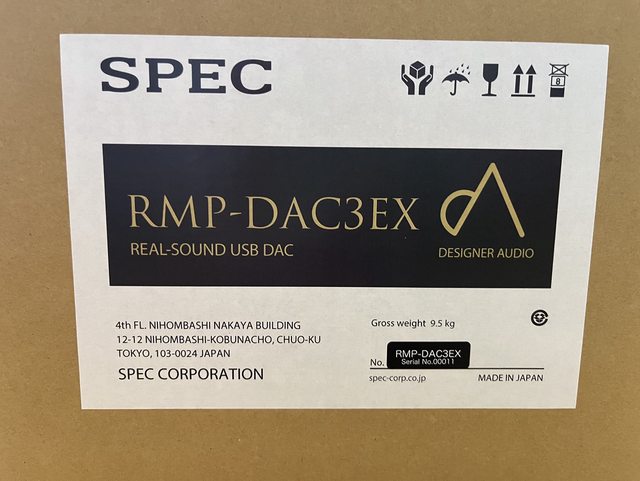 SPEC
8
RMP-DAC3EX
REAL-SOUND USB DAC
DESIGNER AUDIO
4th FL. NIHOMBASHI NAKAYA BUILDING
12-12 NIHOMBASHI-KOBUNACHO, CHUO-KU
TOKYO, 103-0024 JAPAN
SPEC CORPORATION
Gross weight 9.5 kg
No. RMP-DAC3EX
Serial No.00011
spec-corp.co.jp MADE IN JAPAN